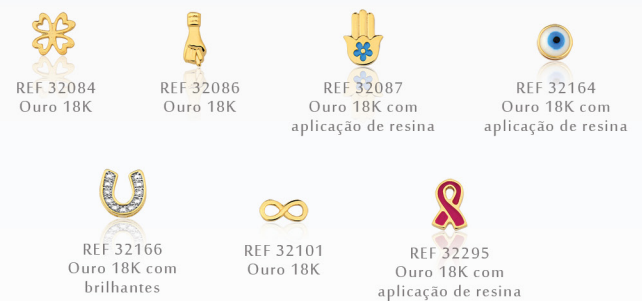 REF 32084
Ouro 18K
REF 32086
Ouro 18K
REF 32087
Ouro 18K com
aplicação de resina
REF 32164
Ouro 18K com
aplicação de resina
REF 32166
Ouro 18K com
brilhantes
REF 32101
Ouro 18K
REF 32295
Ouro 18K com
aplicação de resina